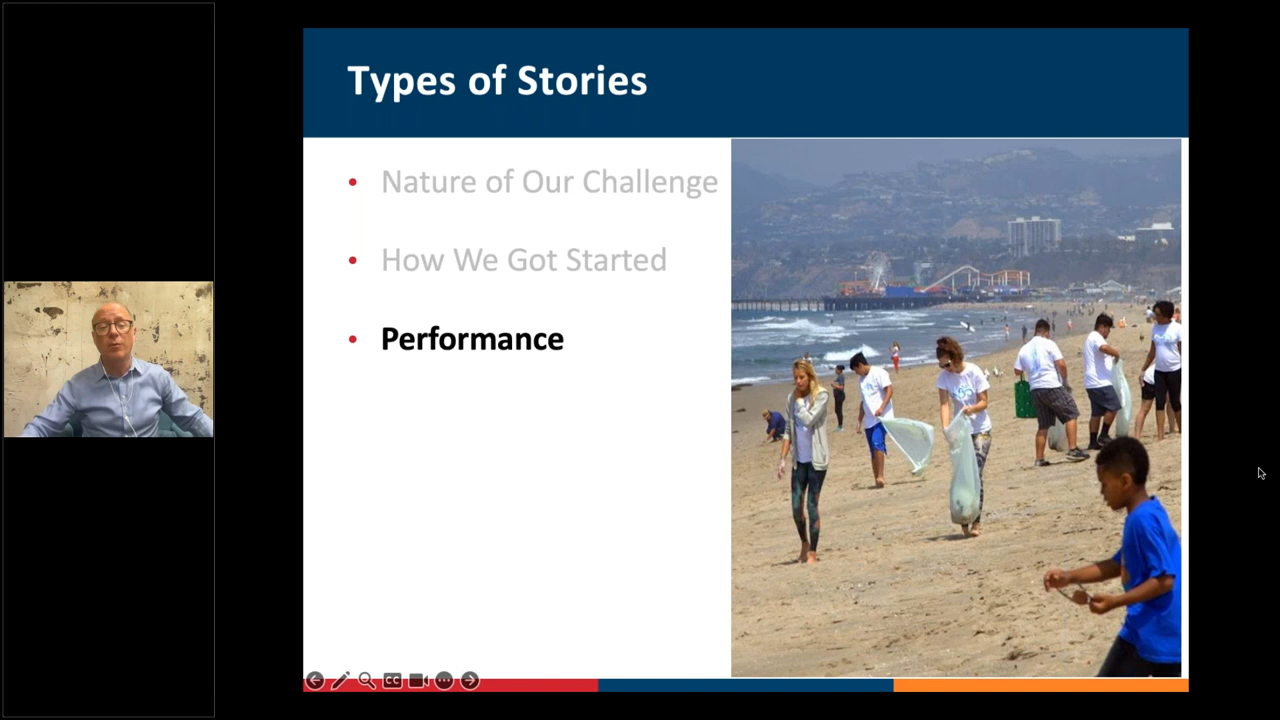 Types of Stories
Nature of Our Challenge
How We Got Started
Performance
CC